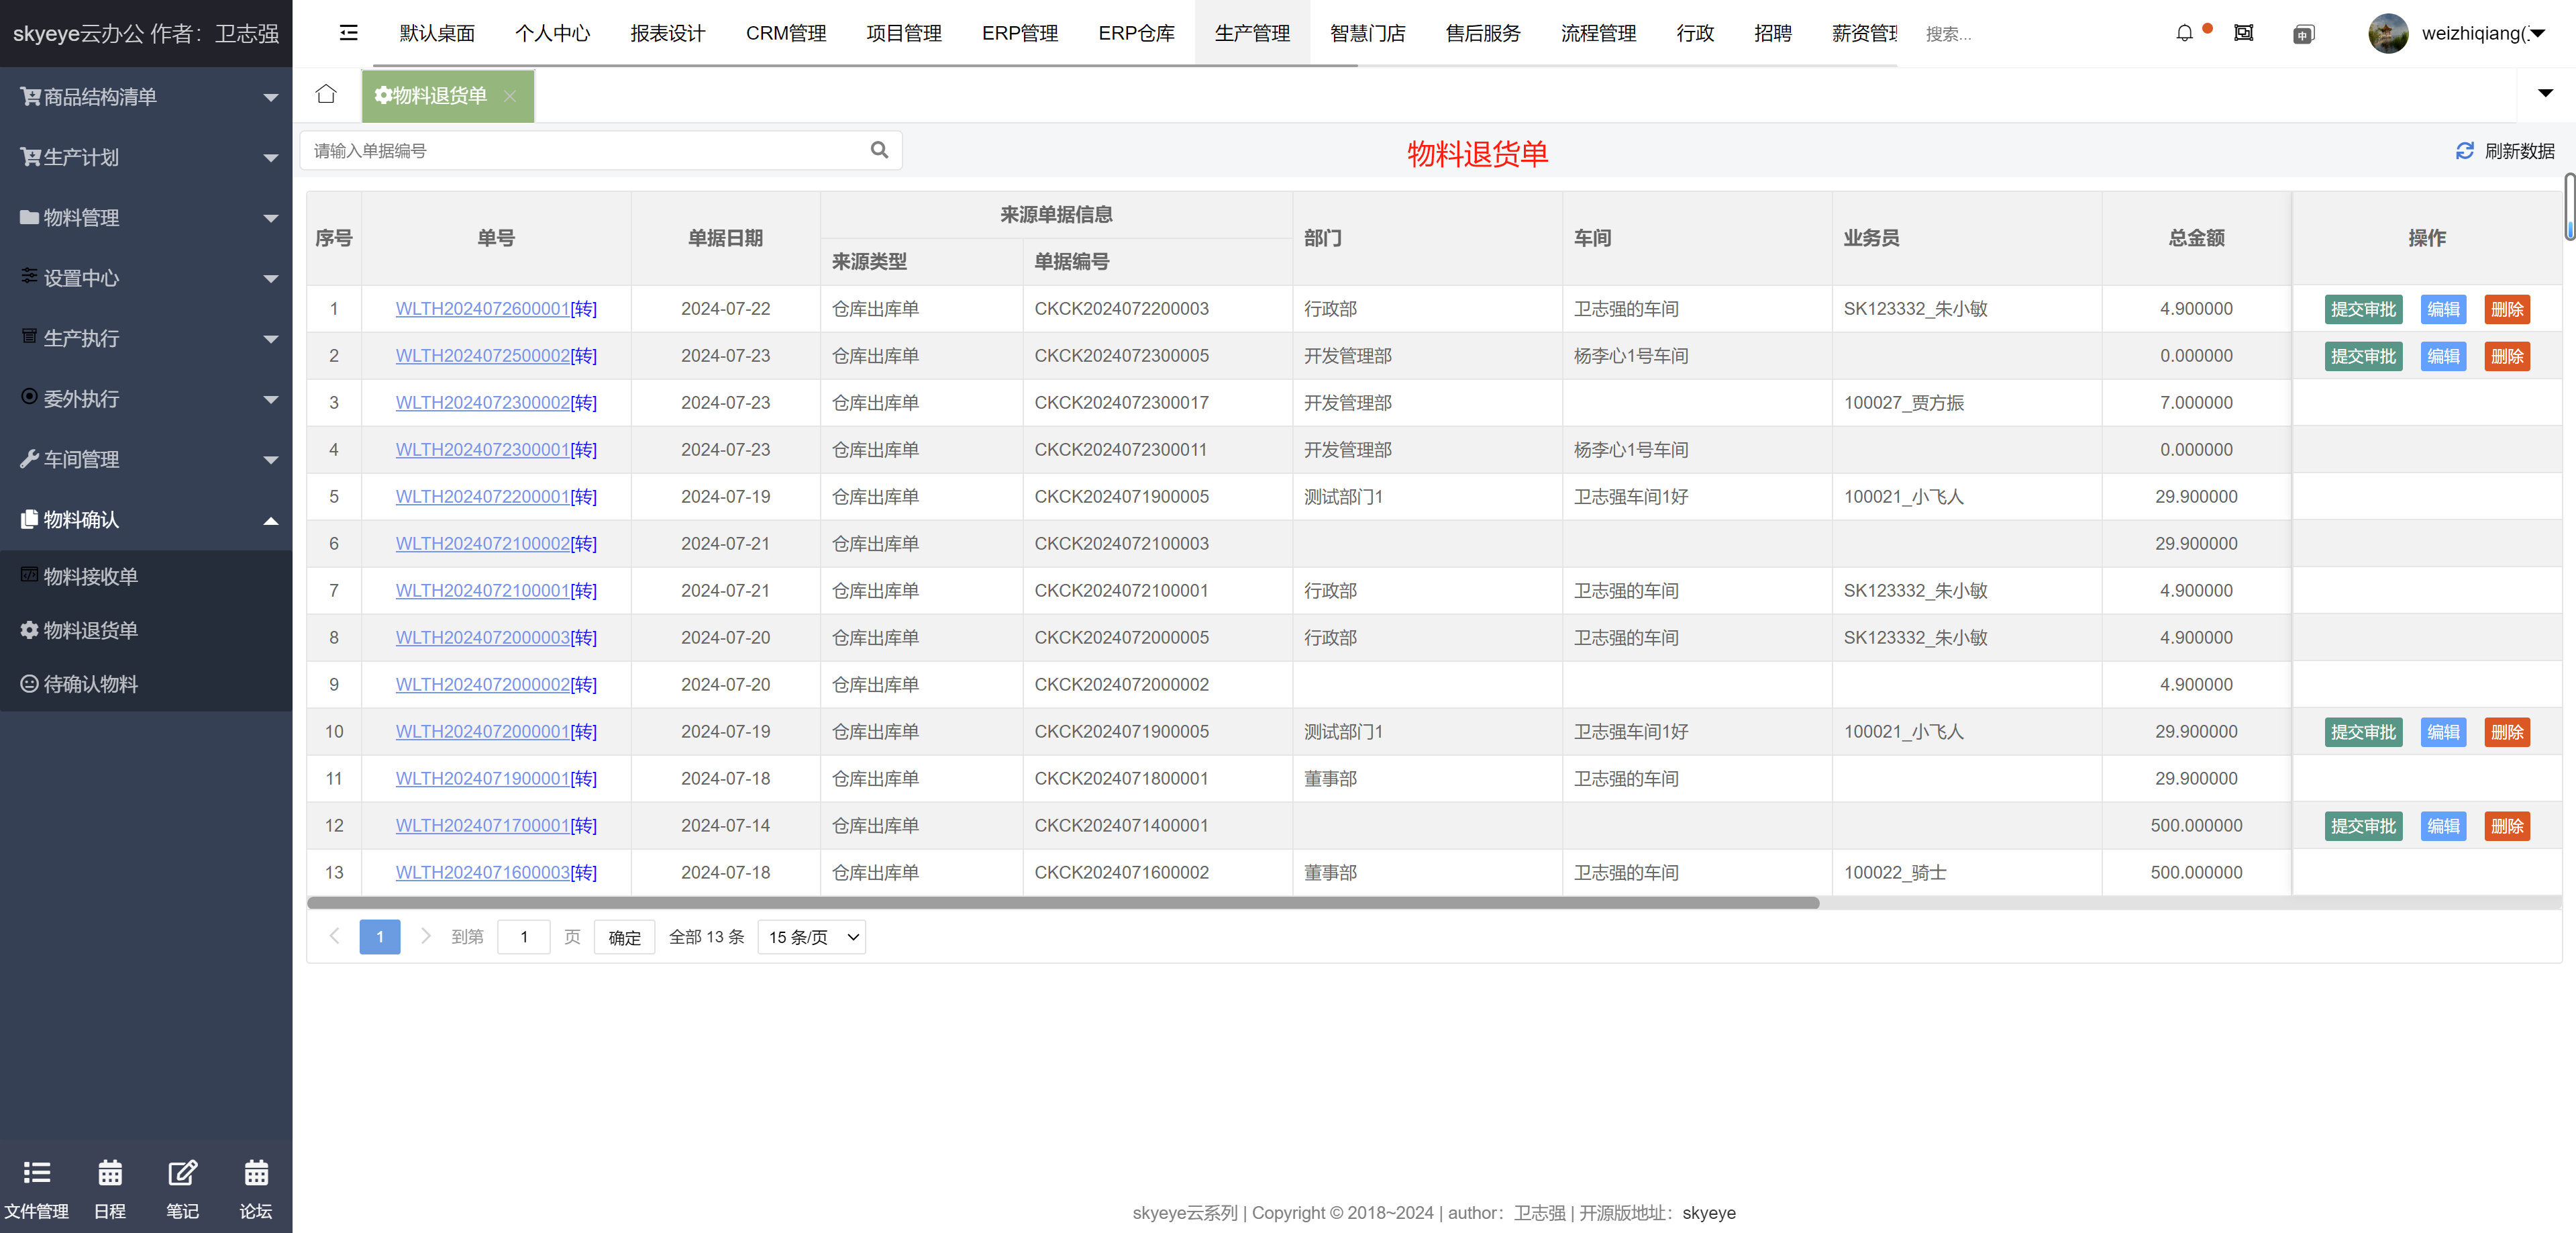 skyeye云办公 作者：卫志强
默认桌面 个人中心 报表设计 CRM管理 项目管理 ERP管理 ERP仓库 生产管理 智慧门店 售后服务 流程管理 行政 招聘 薪资管理 搜索... 中 weizhiqiang(
商品结构清单
生产计划
物料管理
设置中心
生产执行
委外执行
车间管理
物料确认
物料接收单
物料退货单
待确认物料
文件管理 日程 笔记 论坛
物料退货单
请输入单据编号 物料退货单 刷新数据
序号 单号 单据日期 来源单据信息 部门 车间 业务员 总金额 操作
来源类型 单据编号
1 WLTH2024072600001[转] 2024-07-22 仓库出库单 CKCK2024072200003 行政部 卫志强的车间 SK123332_朱小敏 4.900000 提交审批 编辑 删除
2 WLTH2024072500002[转] 2024-07-23 仓库出库单 CKCK2024072300005 开发管理部 杨李心1号车间 0.000000 提交审批 编辑 删除
3 WLTH2024072300002[转] 2024-07-23 仓库出库单 CKCK2024072300017 开发管理部 100027_贾方振 7.000000
4 WLTH2024072300001[转] 2024-07-23 仓库出库单 CKCK2024072300011 开发管理部 杨李心1号车间 0.000000
5 WLTH2024072200001[转] 2024-07-19 仓库出库单 CKCK2024071900005 测试部门1 卫志强车间1好 100021_小飞人 29.900000
6 WLTH2024072100002[转] 2024-07-21 仓库出库单 CKCK2024072100003 29.900000
7 WLTH2024072100001[转] 2024-07-21 仓库出库单 CKCK2024072100001 行政部 卫志强的车间 SK123332_朱小敏 4.900000
8 WLTH2024072000003[转] 2024-07-20 仓库出库单 CKCK2024072000005 行政部 卫志强的车间 SK123332_朱小敏 4.900000
9 WLTH2024072000002[转] 2024-07-20 仓库出库单 CKCK2024072000002 4.900000
10 WLTH2024072000001[转] 2024-07-19 仓库出库单 CKCK2024071900005 测试部门1 卫志强车间1好 100021_小飞人 29.900000 提交审批 编辑 删除
11 WLTH2024071900001[转] 2024-07-18 仓库出库单 CKCK2024071800001 董事部 卫志强的车间 29.900000
12 WLTH2024071700001[转] 2024-07-14 仓库出库单 CKCK2024071400001 500.000000 提交审批 编辑 删除
13 WLTH2024071600003[转] 2024-07-18 仓库出库单 CKCK2024071600002 董事部 卫志强的车间 100022_骑士 500.000000
1 到第 1 页 确定 全部 13 条 15 条/页
skyeye云系列 | Copyright © 2018~2024 | author：卫志强 | 开源版地址：skyeye